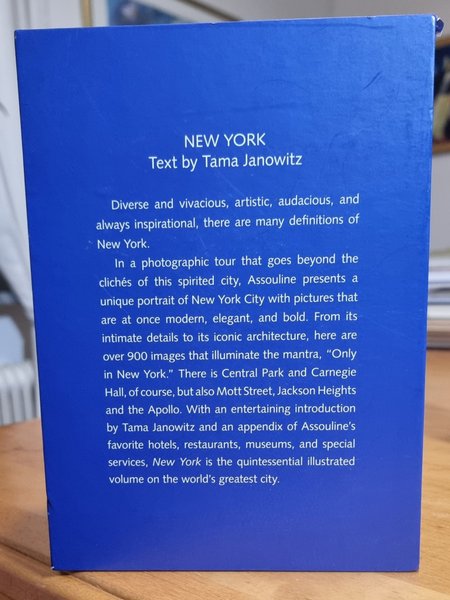 NEW YORK
Text by Tama Janowitz
Diverse and vivacious, artistic, audacious, and
always inspirational, there are many definitions of
New York.
In a photographic tour that goes beyond the
clichés of this spirited city, Assouline presents a
unique portrait of New York City with pictures that
are at once modern, elegant, and bold. From its
intimate details to its iconic architecture, here are
over 900 images that illuminate the mantra, “Only
in New York.” There is Central Park and Carnegie
Hall, of course, but also Mott Street, Jackson Heights
and the Apollo. With an entertaining introduction
by Tama Janowitz and an appendix of Assouline’s
favorite hotels, restaurants, museums, and special
services, New York is the quintessential illustrated
volume on the world’s greatest city.